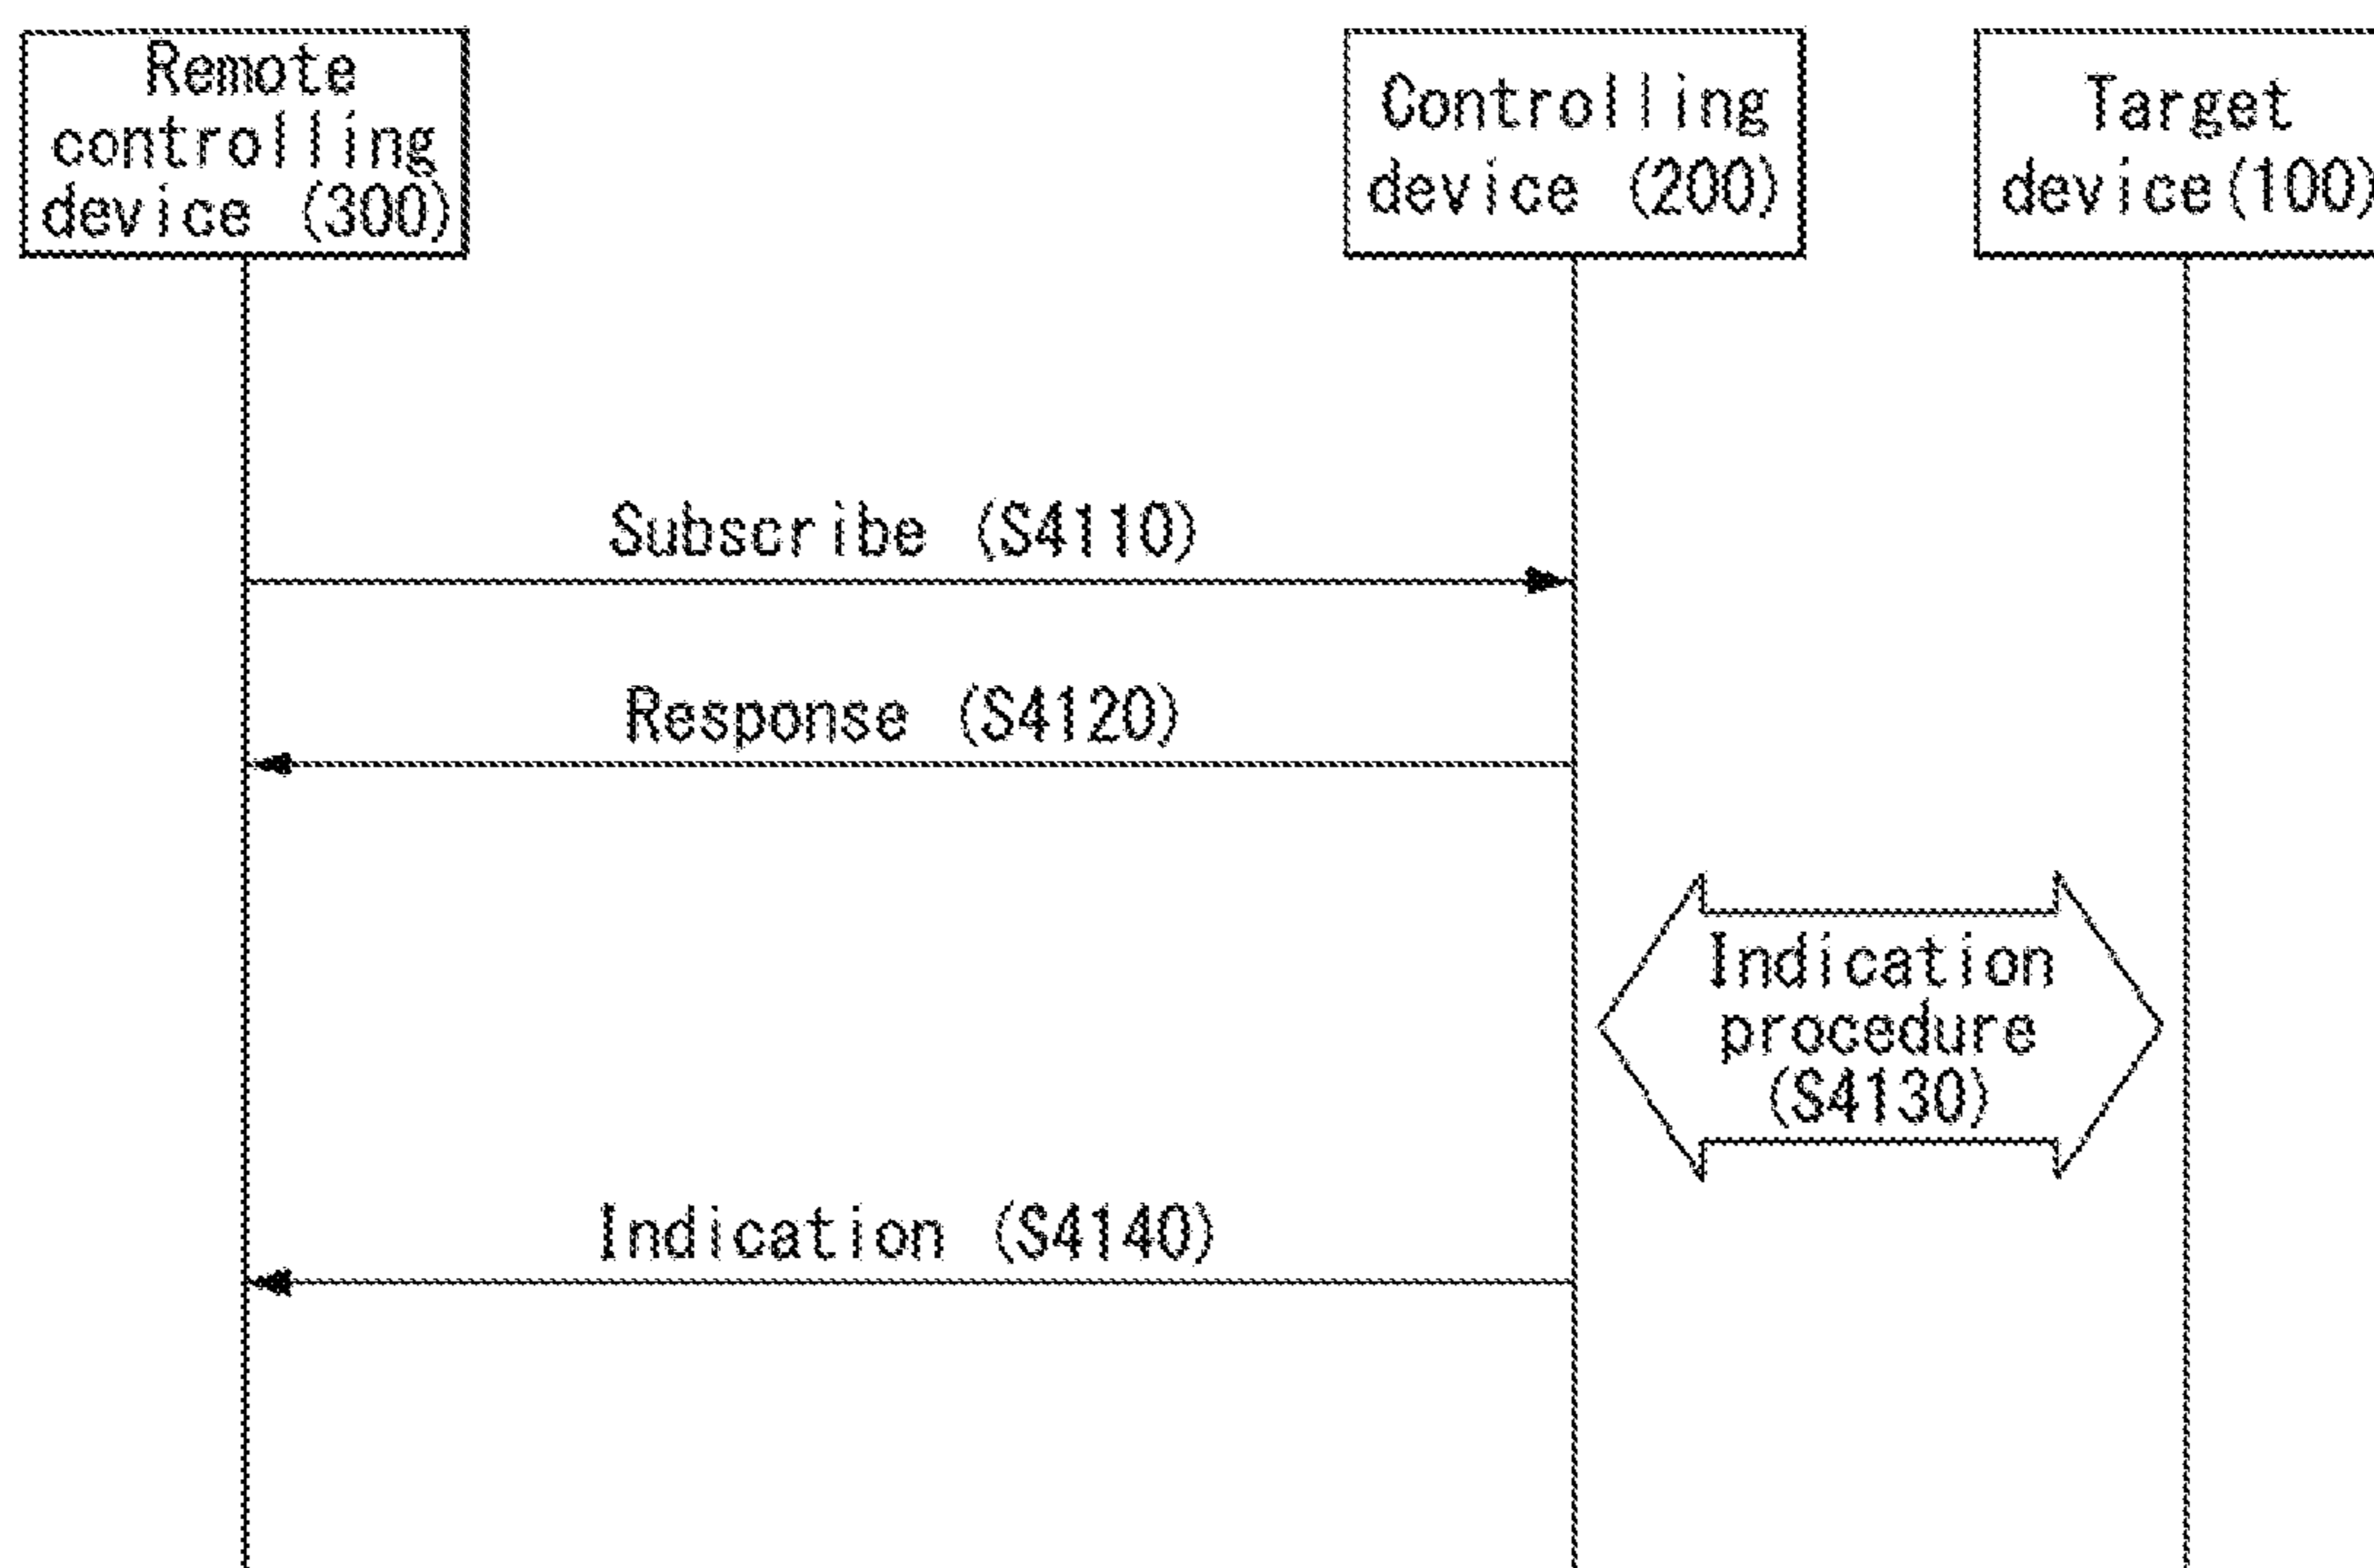 Remote
controlling
device (300)
Controlling
device (200)
Target
device(100)
Subscribe (S4110)
Response (S4120)
Indication
procedure
(S4130)
Indication (S4140)